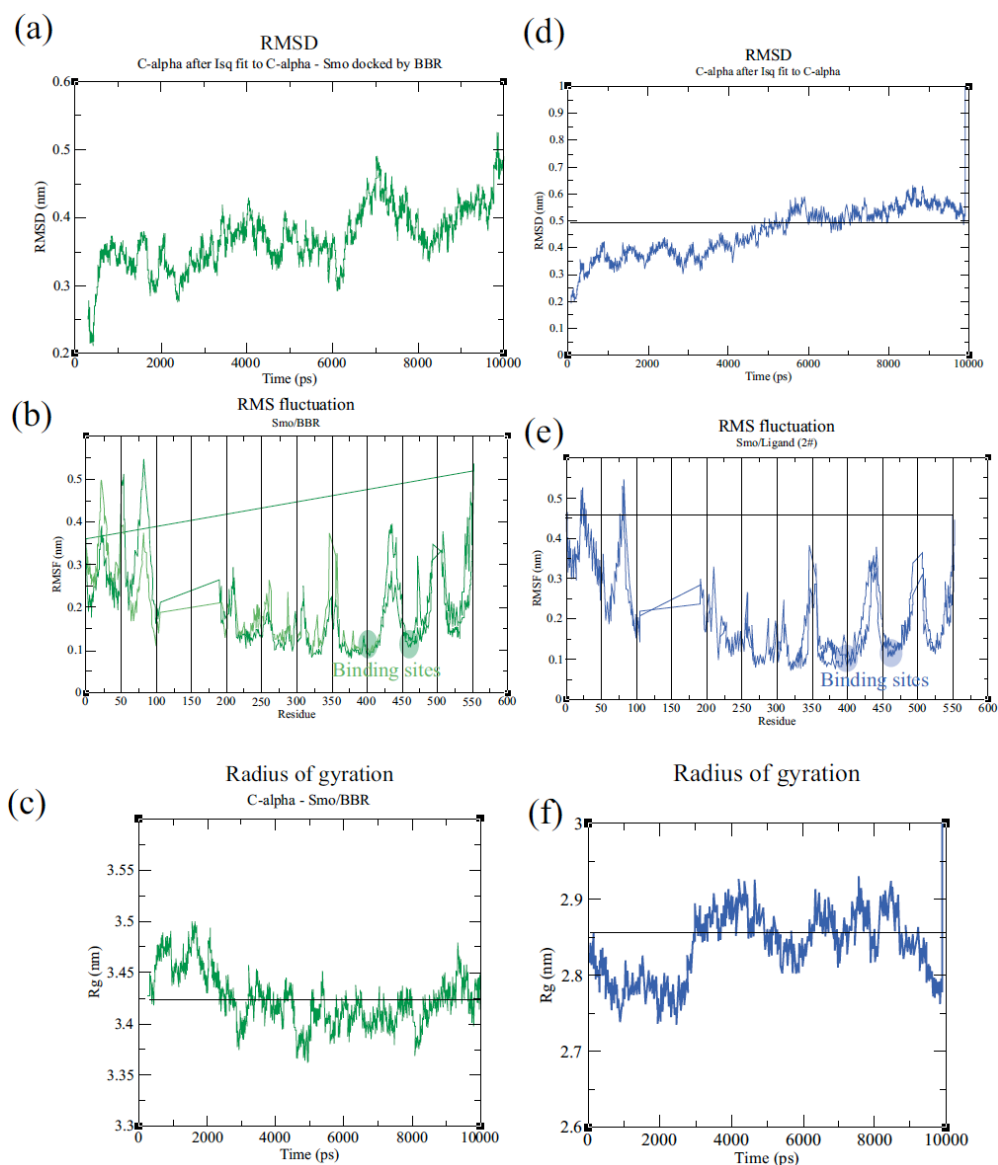 (a)
RMSD
C-alpha after lsq fit to C-alpha - Smo docked by BBR
0.6
0.5
0.4
0.3
0.2
RMSD (nm)
0 2000 4000 6000 8000 10000
Time (ps)
(d)
RMSD
C-alpha after lsq fit to C-alpha
1
0.9
0.8
0.7
0.6
0.5
0.4
0.3
0.2
0.1
0
RMSD (nm)
0 2000 4000 6000 8000 10000
Time (ps)
(b)
RMS fluctuation
Smo/BBR
0.5
0.4
0.3
0.2
0.1
0
RMSF (nm)
Binding sites
0 50 100 150 200 250 300 350 400 450 500 550 600
Residue
(e)
RMS fluctuation
Smo/Ligand (2#)
0.5
0.4
0.3
0.2
0.1
0
RMSF (nm)
Binding sites
0 50 100 150 200 250 300 350 400 450 500 550 600
Residue
(c)
Radius of gyration
C-alpha - Smo/BBR
3.55
3.5
3.45
3.4
3.35
3.3
Rg (nm)
0 2000 4000 6000 8000 10000
Time (ps)
(f)
Radius of gyration
3
2.9
2.8
2.7
2.6
Rg (nm)
0 2000 4000 6000 8000 10000
Time (ps)